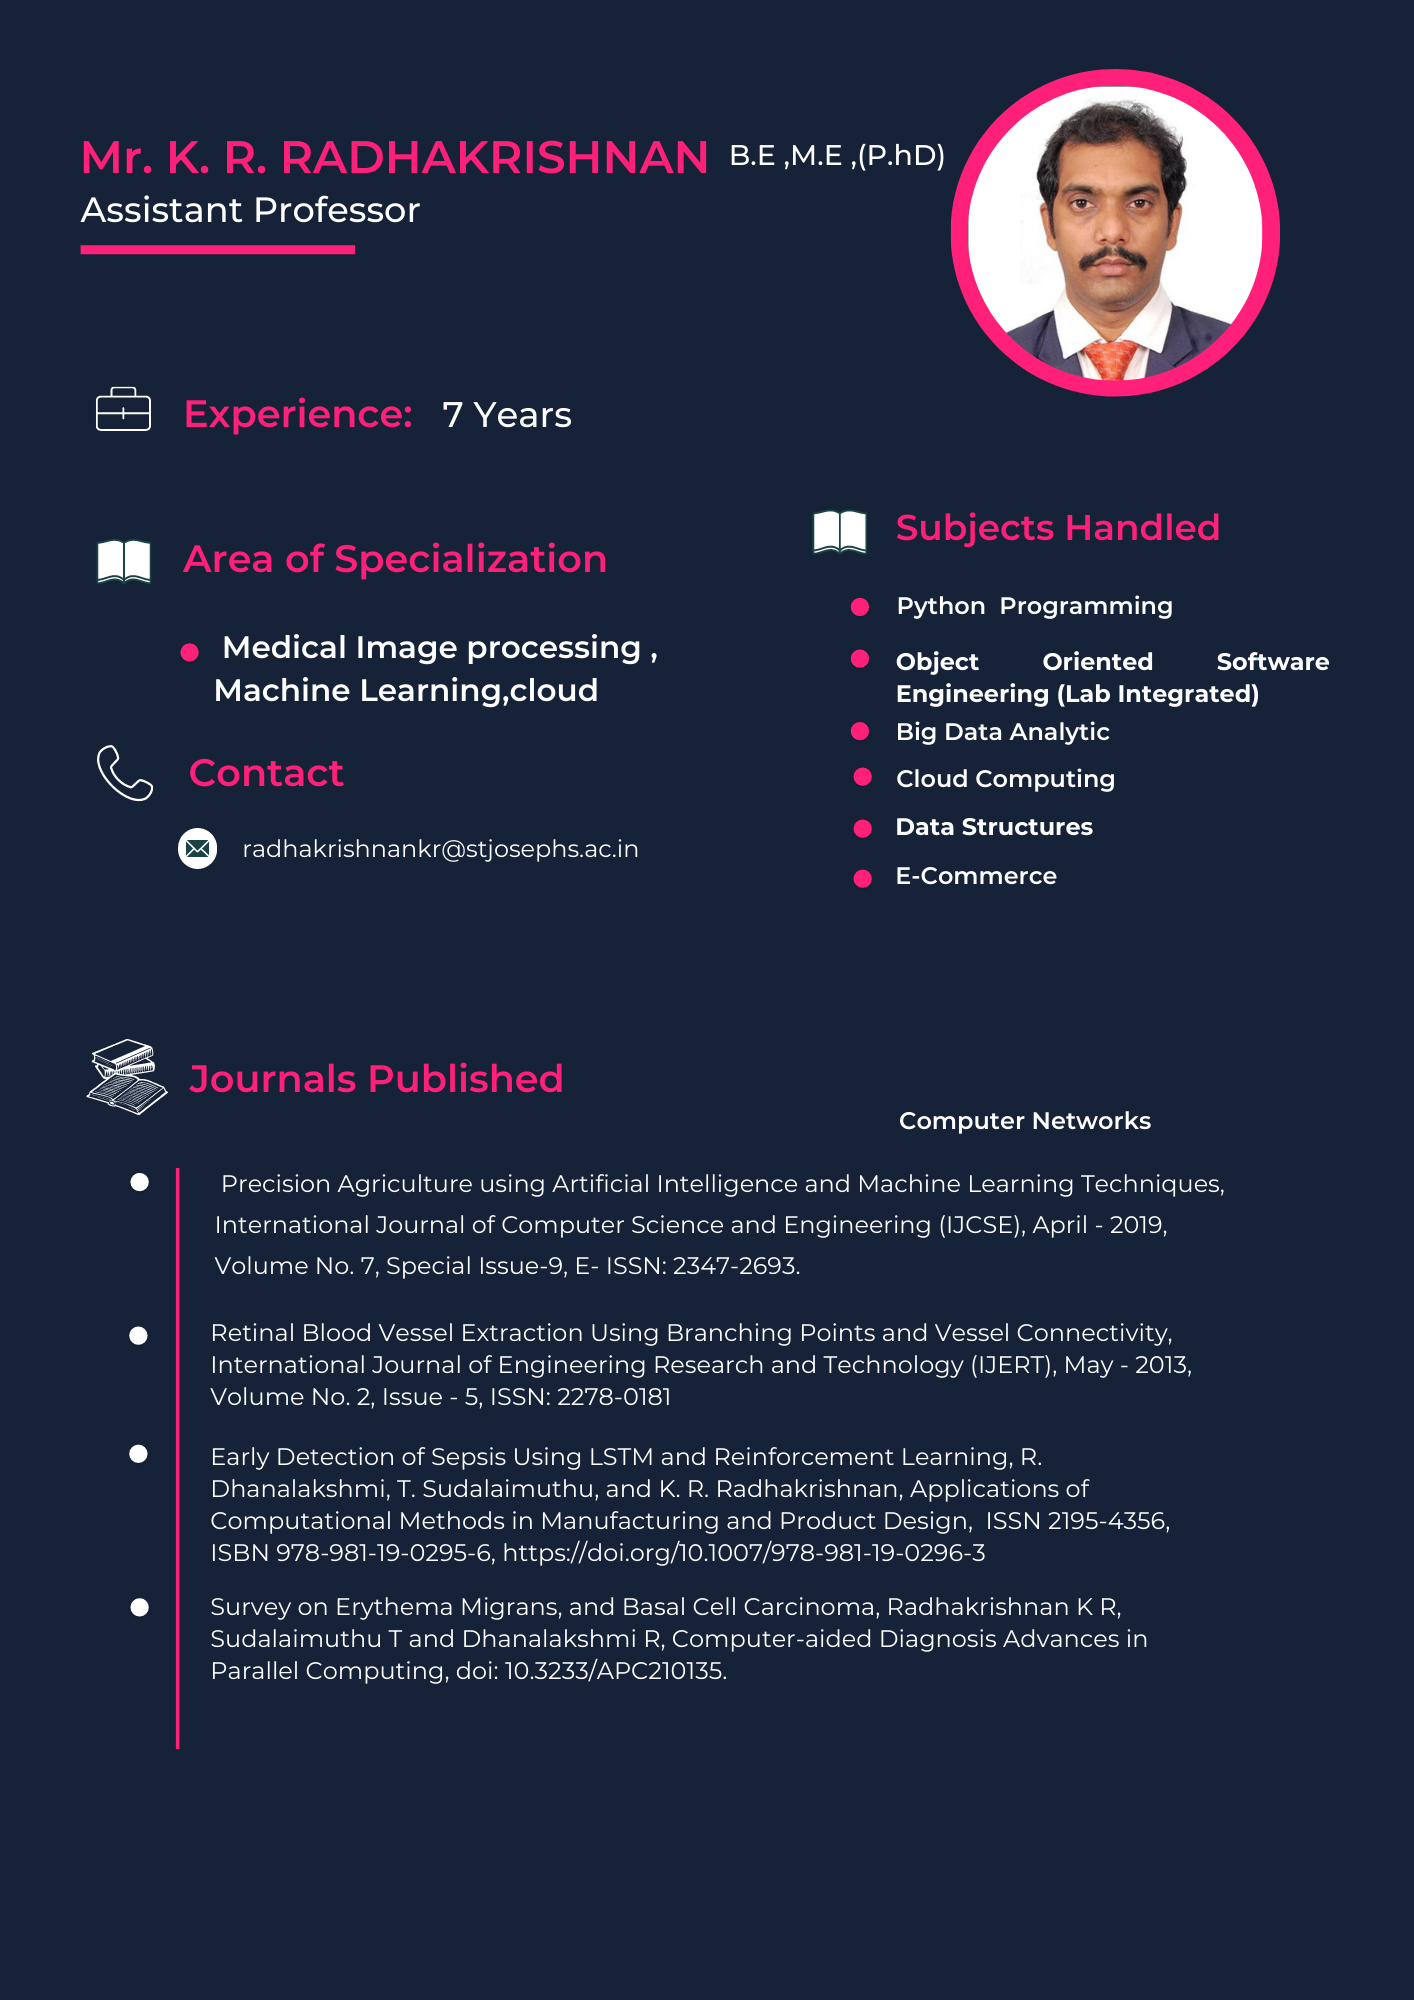 Mr. K. R. RADHAKRISHNAN B.E ,M.E ,(P.hD)
Assistant Professor
Experience: 7 Years
Area of Specialization
Medical Image processing ,
Machine Learning,cloud
Contact
radhakrishnankr@stjosephs.ac.in
Subjects Handled
Python Programming
Object Oriented Software
Engineering (Lab Integrated)
Big Data Analytic
Cloud Computing
Data Structures
E-Commerce
Journals Published
Computer Networks
Precision Agriculture using Artificial Intelligence and Machine Learning Techniques,
International Journal of Computer Science and Engineering (IJCSE), April - 2019,
Volume No. 7, Special Issue-9, E- ISSN: 2347-2693.
Retinal Blood Vessel Extraction Using Branching Points and Vessel Connectivity,
International Journal of Engineering Research and Technology (IJERT), May - 2013,
Volume No. 2, Issue - 5, ISSN: 2278-0181
Early Detection of Sepsis Using LSTM and Reinforcement Learning, R.
Dhanalakshmi, T. Sudalaimuthu, and K. R. Radhakrishnan, Applications of
Computational Methods in Manufacturing and Product Design, ISSN 2195-4356,
ISBN 978-981-19-0295-6, https://doi.org/10.1007/978-981-19-0296-3
Survey on Erythema Migrans, and Basal Cell Carcinoma, Radhakrishnan K R,
Sudalaimuthu T and Dhanalakshmi R, Computer-aided Diagnosis Advances in
Parallel Computing, doi: 10.3233/APC210135.